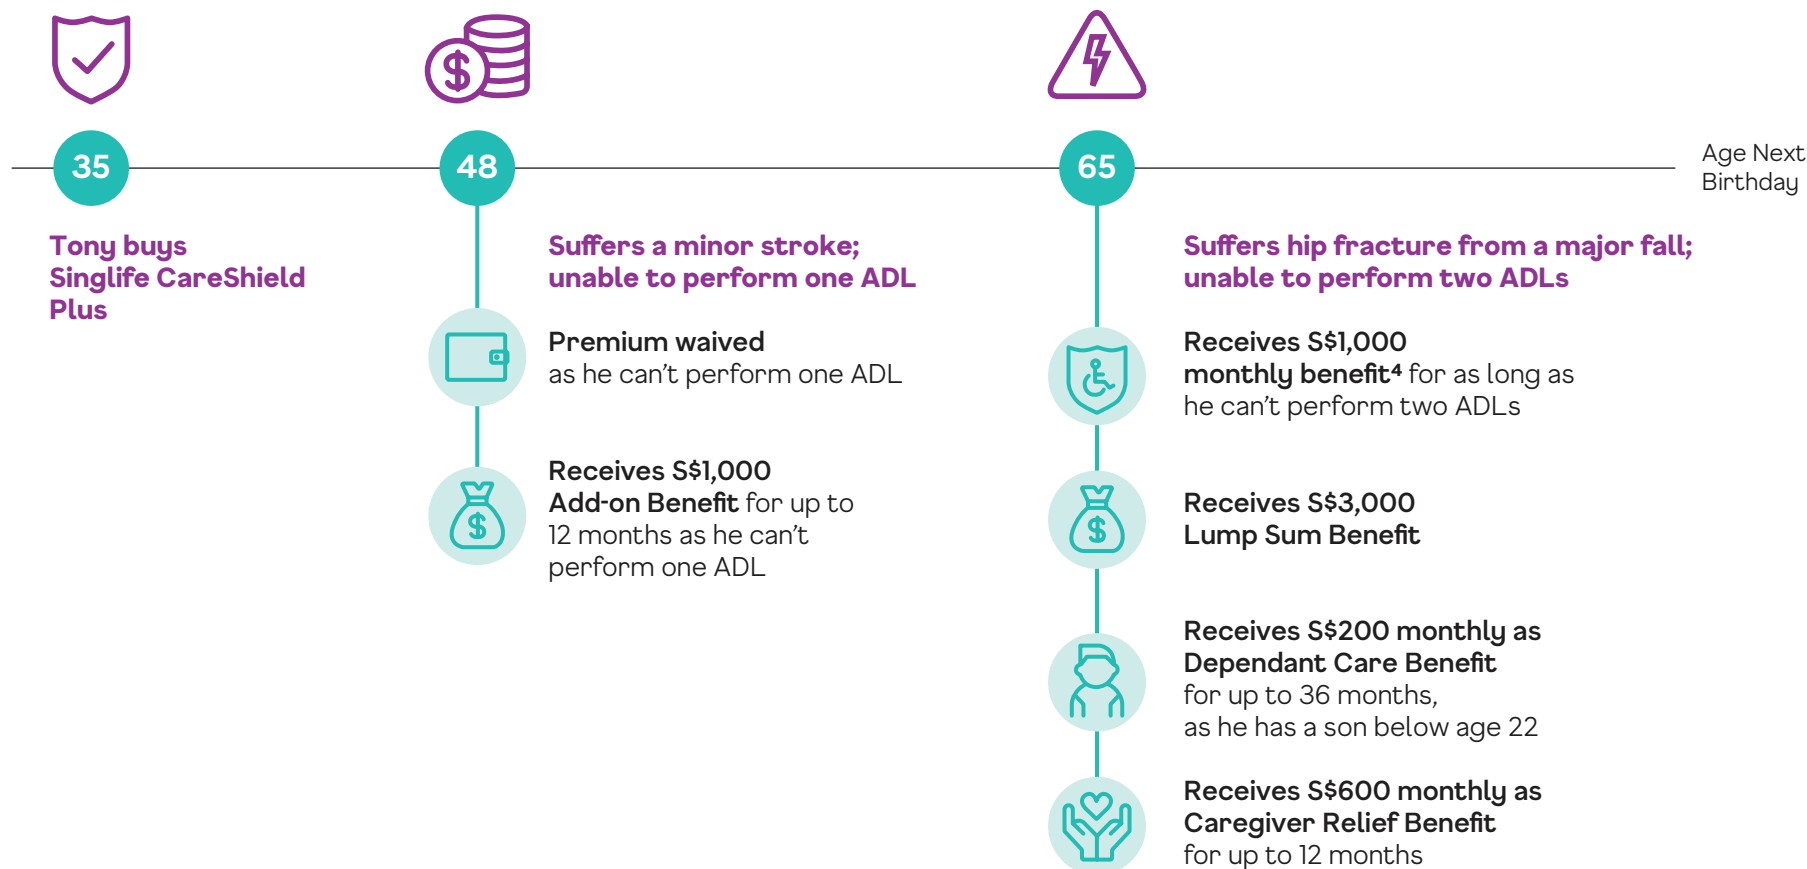 35
48
65
Age Next
Birthday
Tony buys
Singlife CareShield
Plus
Suffers a minor stroke;
unable to perform one ADL
Premium waived
as he can't perform one ADL
Receives S$1,000
Add-on Benefit for up to
12 months as he can't
perform one ADL
Suffers hip fracture from a major fall;
unable to perform two ADLs
Receives S$1,000
monthly benefit⁴ for as long as
he can't perform two ADLs
Receives S$3,000
Lump Sum Benefit
Receives S$200 monthly as
Dependant Care Benefit
for up to 36 months,
as he has a son below age 22
Receives S$600 monthly as
Caregiver Relief Benefit
for up to 12 months